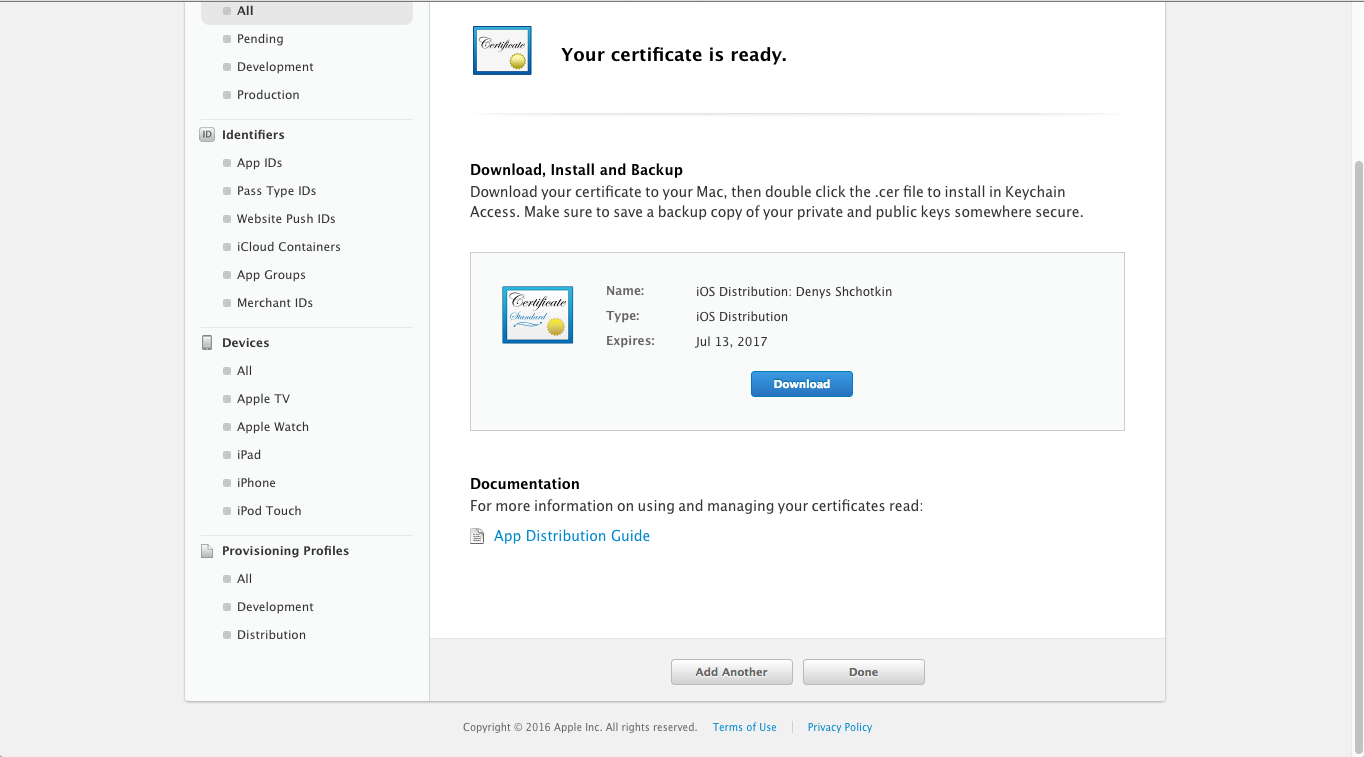 All
Pending
Development
Production
ID Identifiers
App IDs
Pass Type IDs
Website Push IDs
iCloud Containers
App Groups
Merchant IDs
Devices
All
Apple TV
Apple Watch
iPad
iPhone
iPod Touch
Provisioning Profiles
All
Development
Distribution
Certificate
Your certificate is ready.
Download, Install and Backup
Download your certificate to your Mac, then double click the .cer file to install in Keychain
Access. Make sure to save a backup copy of your private and public keys somewhere secure.
Certificate
Standard
Name: iOS Distribution: Denys Shchotkin
Type: iOS Distribution
Expires: Jul 13, 2017
Download
Documentation
For more information on using and managing your certificates read:
App Distribution Guide
Add Another Done
Copyright © 2016 Apple Inc. All rights reserved. Terms of Use Privacy Policy